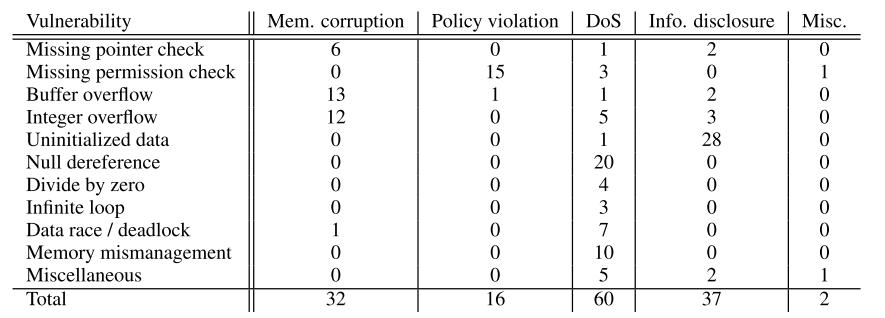 Vulnerability Mem. corruption Policy violation DoS Info. disclosure Misc.
Missing pointer check 6 0 1 2 0
Missing permission check 0 15 3 0 1
Buffer overflow 13 1 1 2 0
Integer overflow 12 0 5 3 0
Uninitialized data 0 0 1 28 0
Null dereference 0 0 20 0 0
Divide by zero 0 0 4 0 0
Infinite loop 0 0 3 0 0
Data race / deadlock 1 0 7 0 0
Memory mismanagement 0 0 10 0 0
Miscellaneous 0 0 5 2 1
Total 32 16 60 37 2